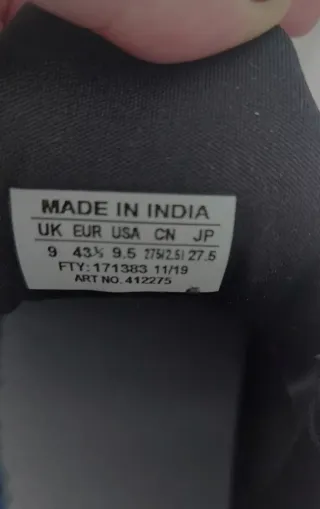 MADE IN INDIA
UK EUR USA CN JP
9 43⅓ 9.5 275(2.5) 27.5
FTY: 171383 11/19
ART NO. 412275